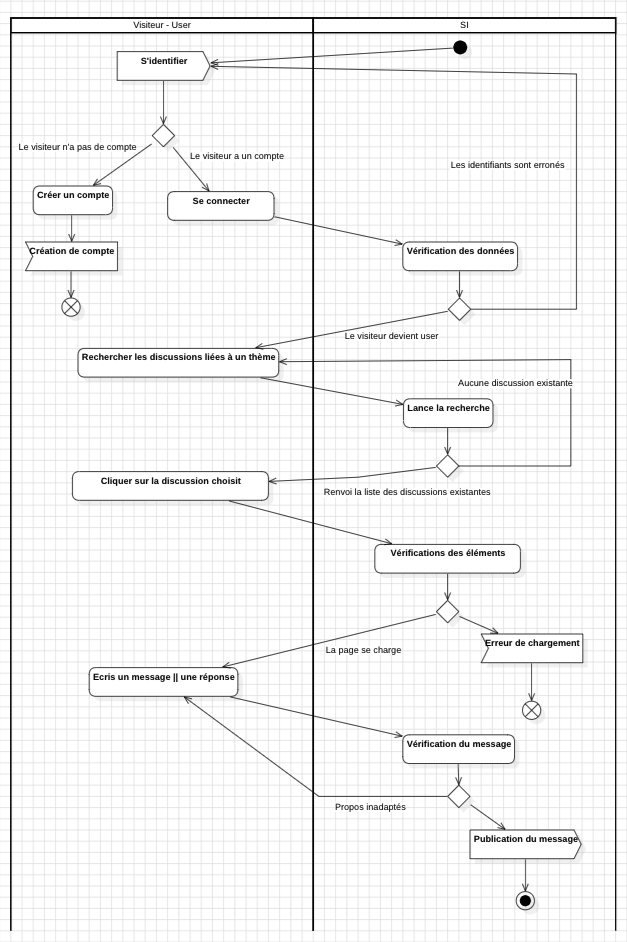 Visiteur - User
SI
S'identifier
Le visiteur n'a pas de compte
Le visiteur a un compte
Les identifiants sont erronés
Créer un compte
Se connecter
Création de compte
Vérification des données
Le visiteur devient user
Rechercher les discussions liées à un thème
Aucune discussion existante
Lance la recherche
Cliquer sur la discussion choisit
Renvoi la liste des discussions existantes
Vérifications des éléments
Erreur de chargement
La page se charge
Ecris un message || une réponse
Vérification du message
Propos inadaptés
Publication du message